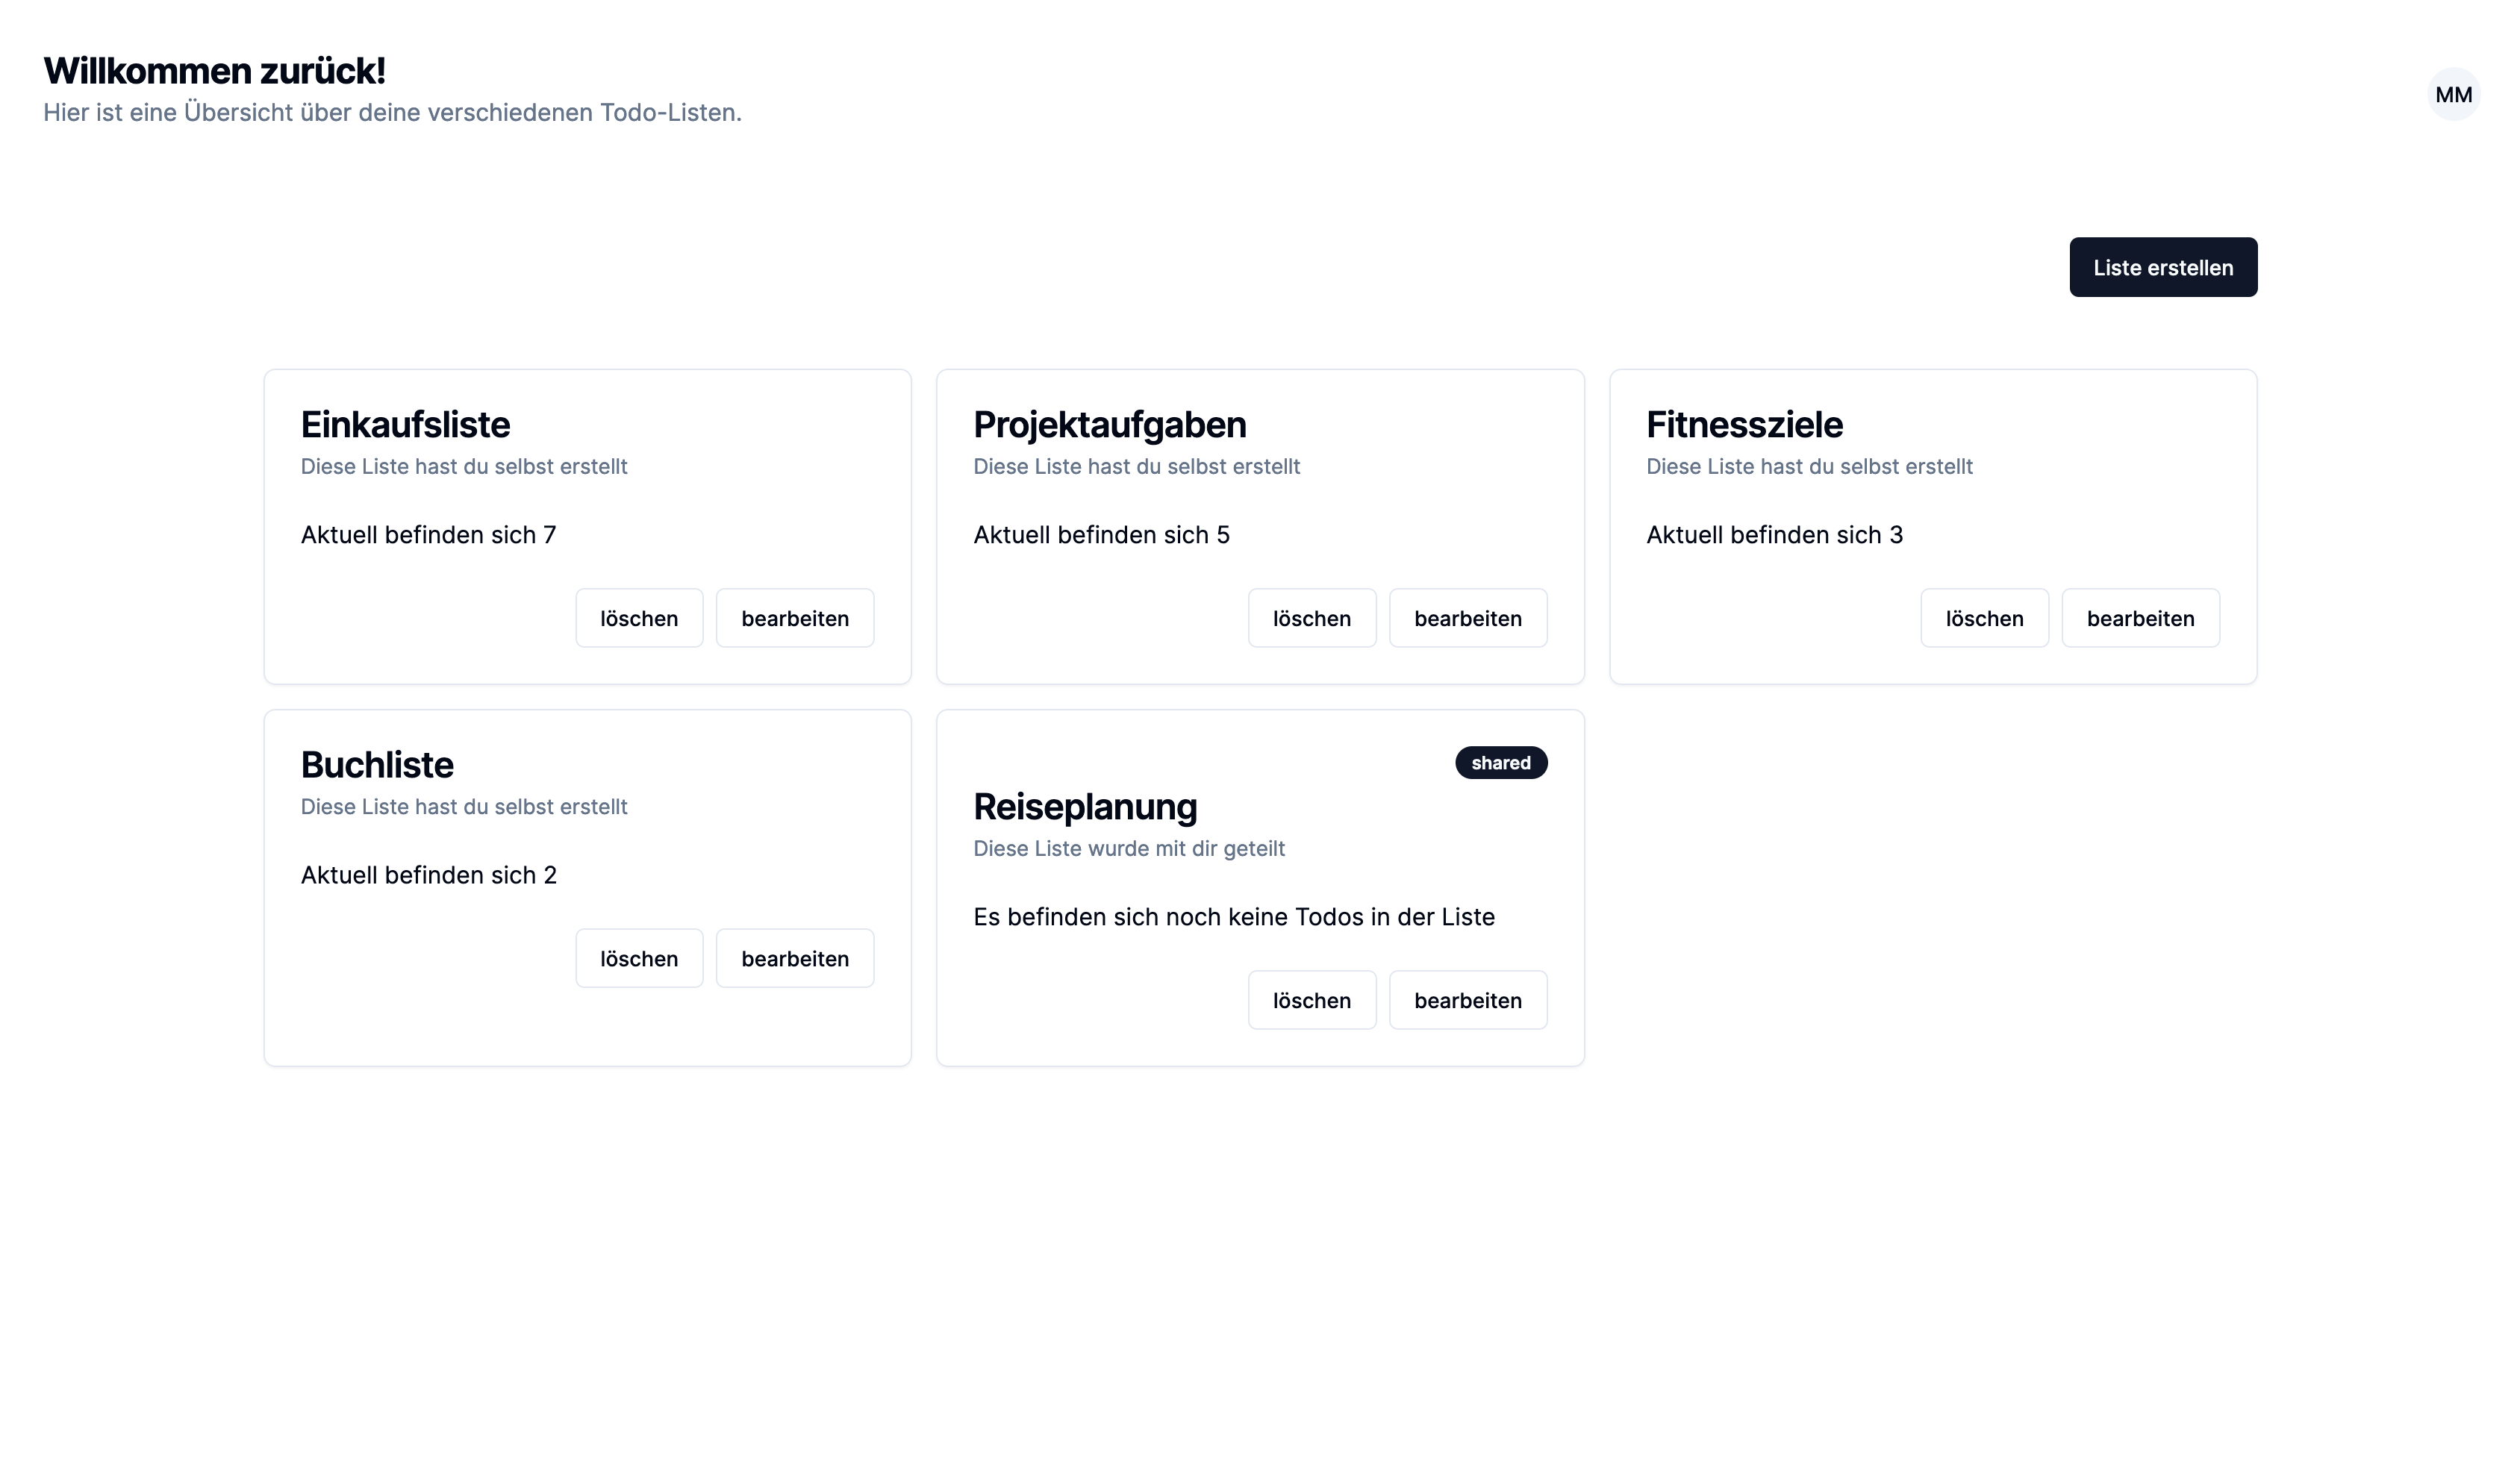 Willkommen zurück!
Hier ist eine Übersicht über deine verschiedenen Todo-Listen.
MM
Liste erstellen
Einkaufsliste
Diese Liste hast du selbst erstellt
Aktuell befinden sich 7
löschen
bearbeiten
Projektaufgaben
Diese Liste hast du selbst erstellt
Aktuell befinden sich 5
löschen
bearbeiten
Fitnessziele
Diese Liste hast du selbst erstellt
Aktuell befinden sich 3
löschen
bearbeiten
Buchliste
Diese Liste hast du selbst erstellt
Aktuell befinden sich 2
löschen
bearbeiten
shared
Reiseplanung
Diese Liste wurde mit dir geteilt
Es befinden sich noch keine Todos in der Liste
löschen
bearbeiten